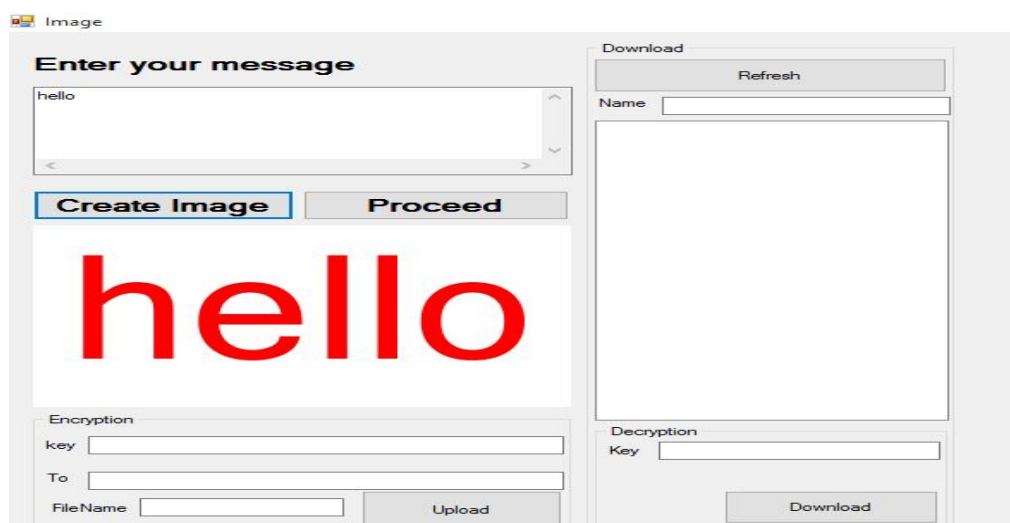 Image
Enter your message
hello
Create Image
Proceed
hello
Encryption
key
To
FileName
Upload
Download
Refresh
Name
Decryption
Key
Download